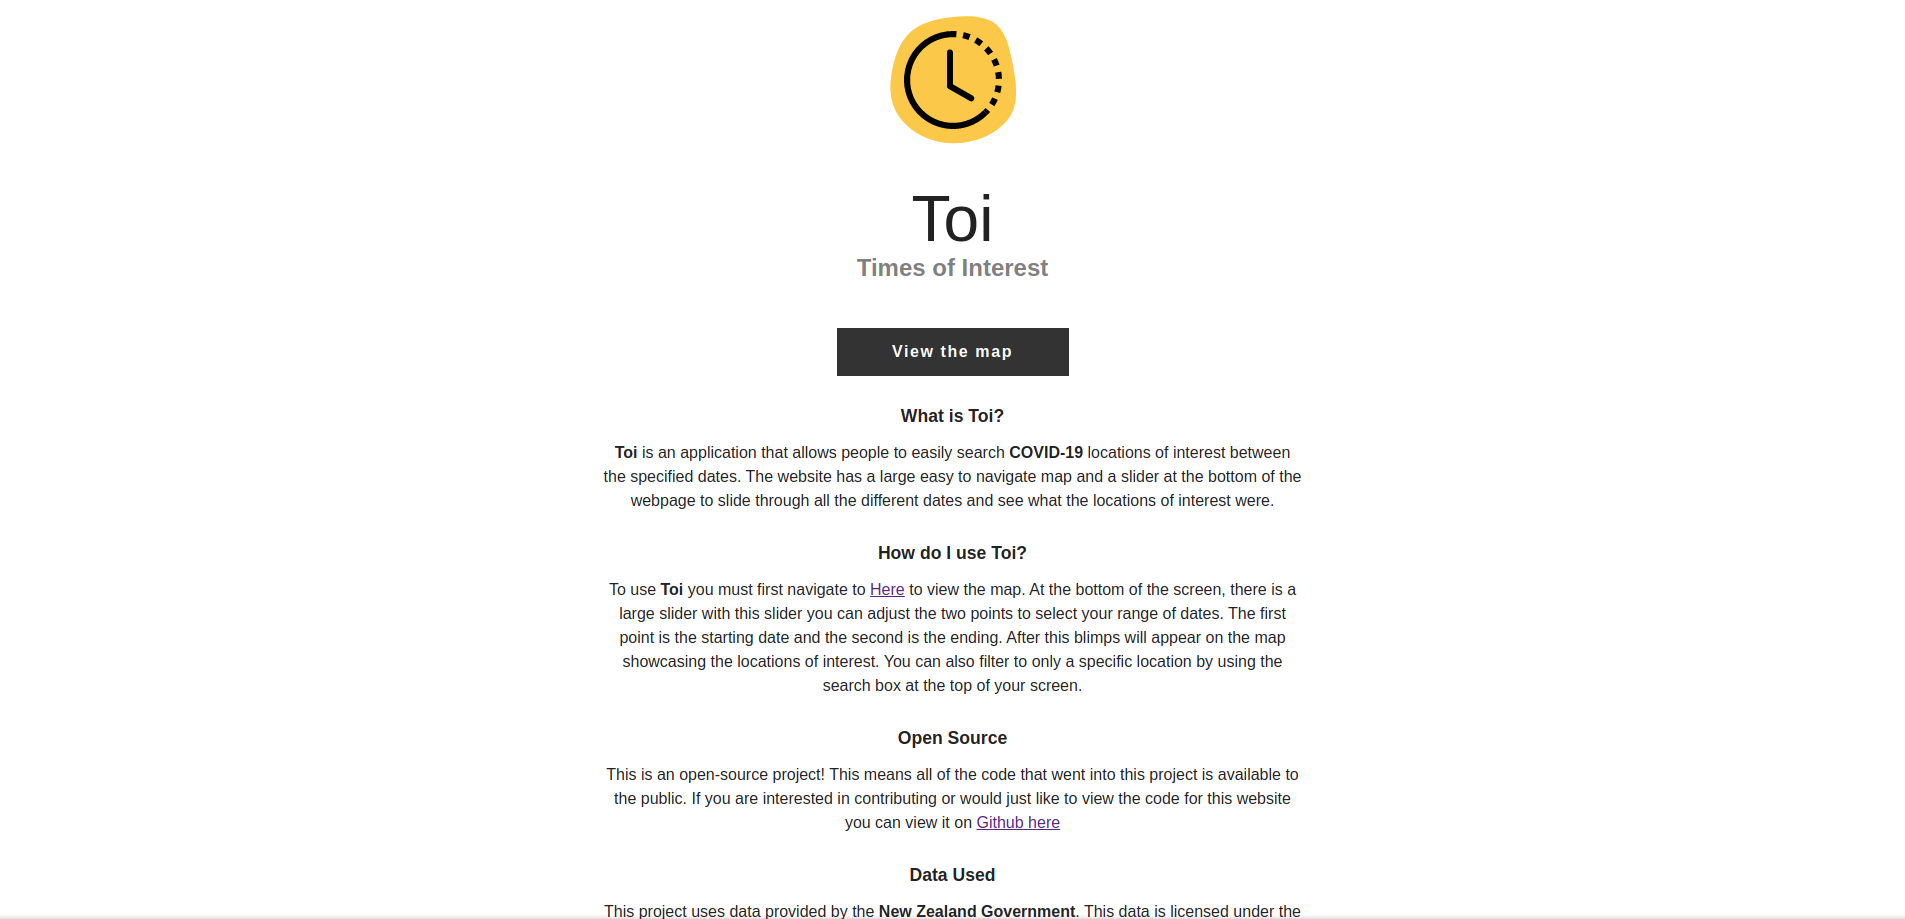 Toi
Times of Interest
View the map
What is Toi?
Toi is an application that allows people to easily search COVID-19 locations of interest between
the specified dates. The website has a large easy to navigate map and a slider at the bottom of the
webpage to slide through all the different dates and see what the locations of interest were.
How do I use Toi?
To use Toi you must first navigate to Here to view the map. At the bottom of the screen, there is a
large slider with this slider you can adjust the two points to select your range of dates. The first
point is the starting date and the second is the ending. After this blimps will appear on the map
showcasing the locations of interest. You can also filter to only a specific location by using the
search box at the top of your screen.
Open Source
This is an open-source project! This means all of the code that went into this project is available to
the public. If you are interested in contributing or would just like to view the code for this website
you can view it on Github here
Data Used
This project uses data provided by the New Zealand Government. This data is licensed under the